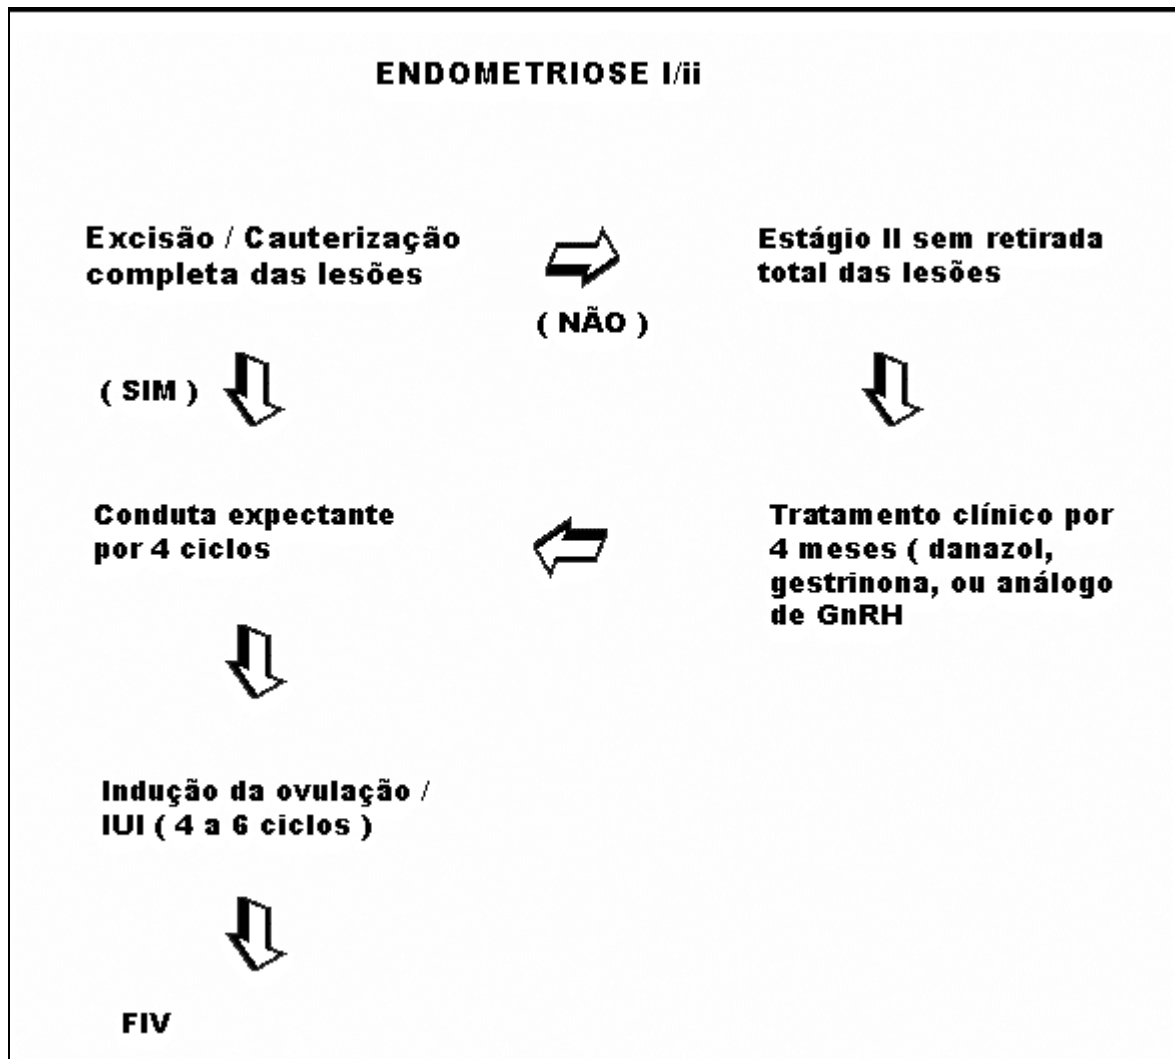 ENDOMETRIOSE I/ii
Excisão / Cauterização
completa das lesões
( NÃO )
Estágio II sem retirada
total das lesões
( SIM )
Conduta expectante
por 4 ciclos
Tratamento clínico por
4 meses ( danazol,
gestrinona, ou análogo
de GnRH
Indução da ovulação /
IUI ( 4 a 6 ciclos )
FIV